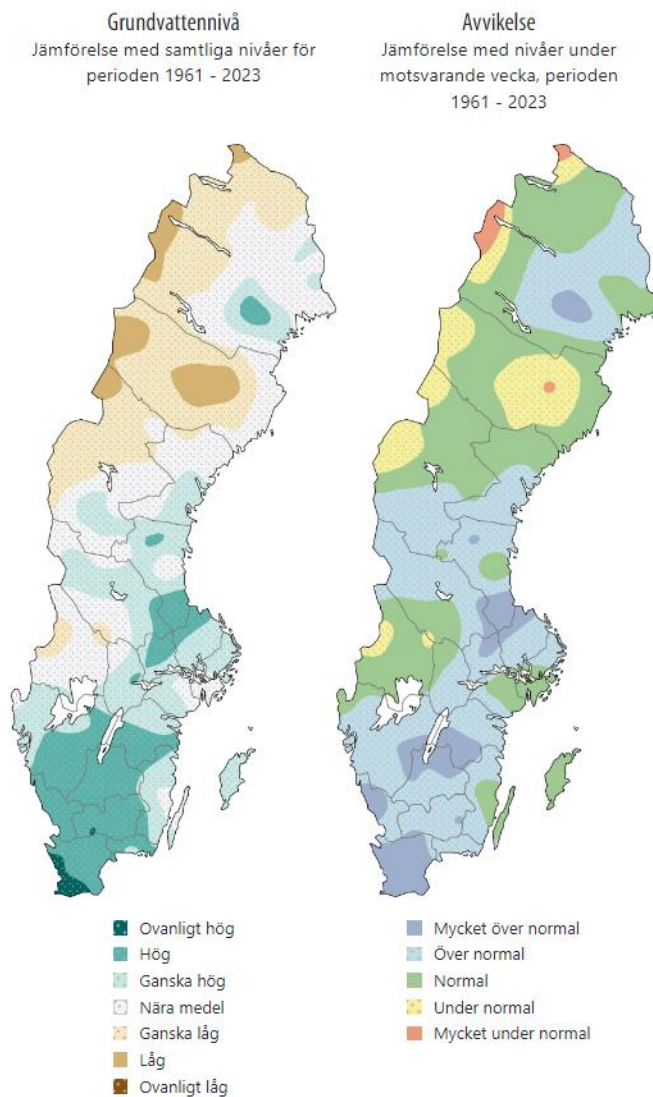 Grundvattennivå
Jämförelse med samtliga nivåer för
perioden 1961 - 2023
Avvikelse
Jämförelse med nivåer under
motsvarande vecka, perioden
1961 - 2023
Ovanligt hög
Hög
Ganska hög
Nära medel
Ganska låg
Låg
Ovanligt låg
Mycket över normal
Över normal
Normal
Under normal
Mycket under normal